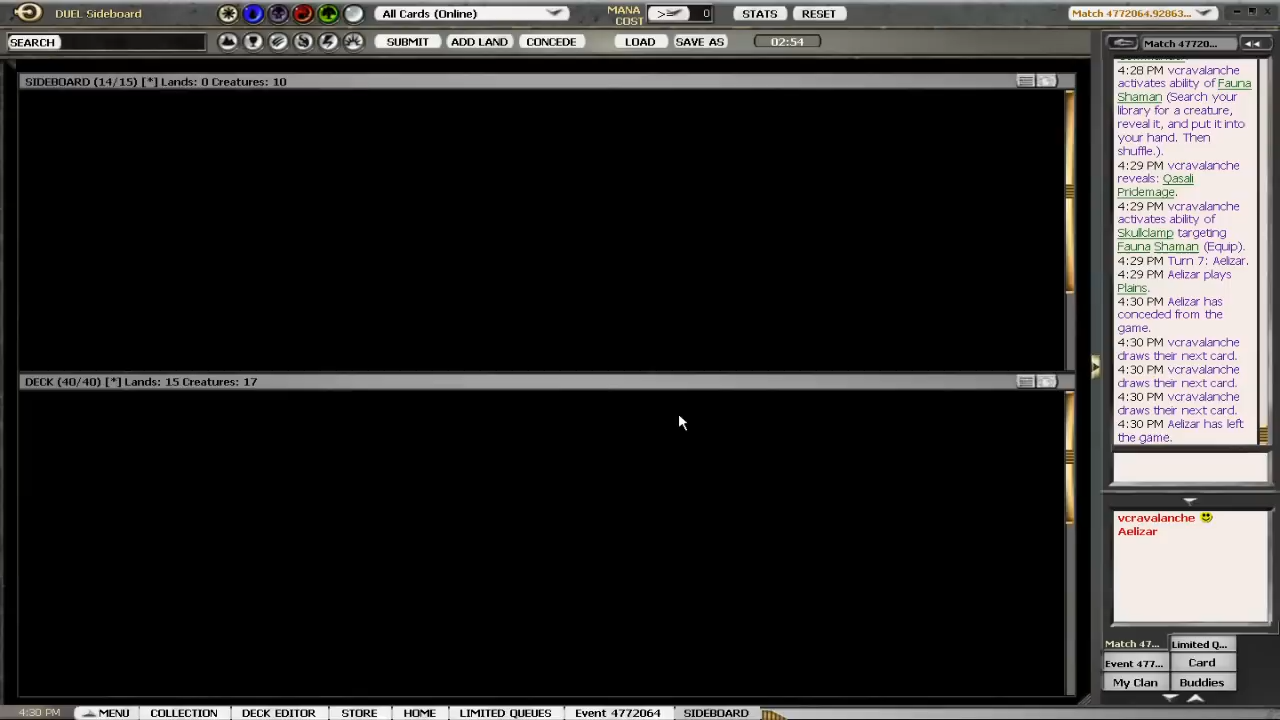 DUEL Sideboard
All Cards (Online)
MANA COST
>=
0
STATS
RESET
Match 4772064.92863...
SEARCH
SUBMIT
ADD LAND
CONCEDE
LOAD
SAVE AS
02:54
Match 47720...
SIDEBOARD (14/15) [*] Lands: 0 Creatures: 10
4:28 PM vcravalanche
activates ability of Fauna
Shaman (Search your
library for a creature,
reveal it, and put it into
your hand. Then
shuffle.).
4:29 PM vcravalanche
reveals: Qasali
Pridemage.
4:29 PM vcravalanche
activates ability of
Skullclamp targeting
Fauna Shaman (Equip).
4:29 PM Turn 7: Aelizar.
4:29 PM Aelizar plays
Plains.
4:30 PM Aelizar has
conceded from the
game.
4:30 PM vcravalanche
draws their next card.
4:30 PM vcravalanche
draws their next card.
4:30 PM vcravalanche
draws their next card.
4:30 PM Aelizar has left
the game.
DECK (40/40) [*] Lands: 15 Creatures: 17
vcravalanche
Aelizar
Match 47...
Limited Q...
Event 477...
Card
My Clan
Buddies
4:30 PM
MENU
COLLECTION
DECK EDITOR
STORE
HOME
LIMITED QUEUES
Event 4772064
SIDEBOARD